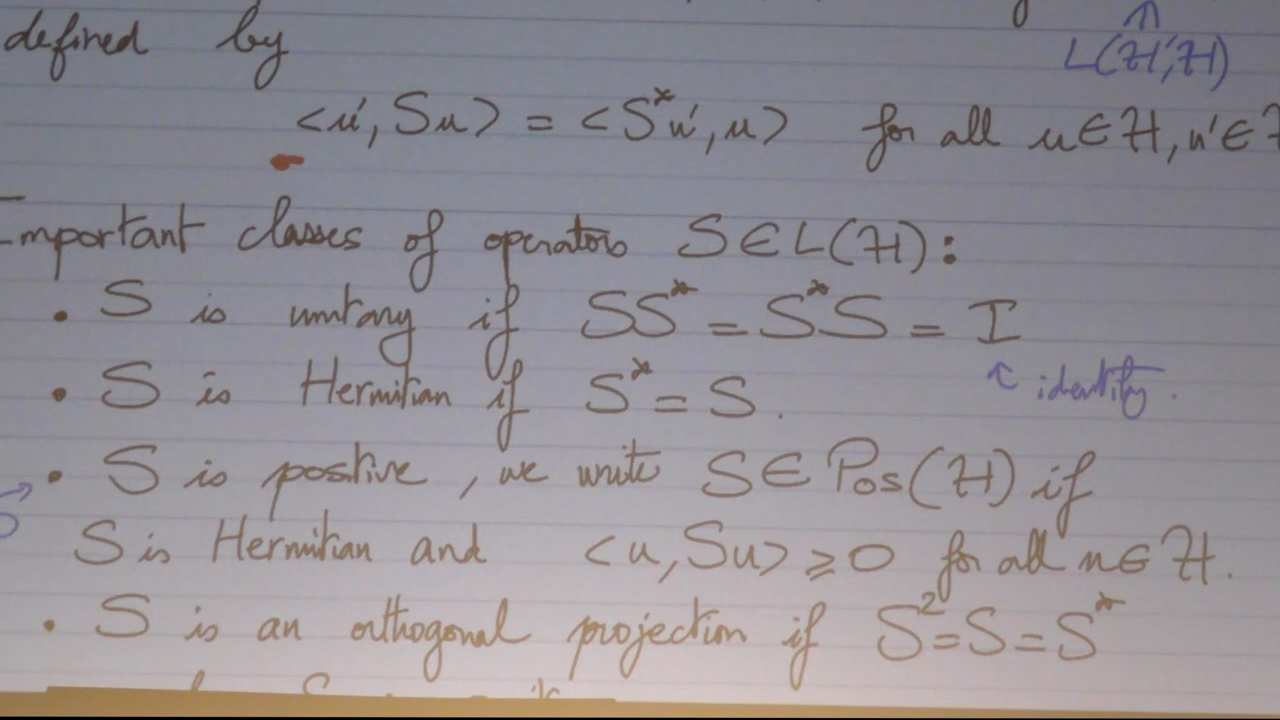 defined by
L(ℋ',ℋ)
<u', Su> = <S*u', u> for all u∈ℋ, u'∈
Important classes of operators S∈L(ℋ):
• S is unitary if SS* = S*S = I
↖ identity.
• S is Hermitian if S* = S.
• S is positive, we write S∈Pos(ℋ) if
S is Hermitian and <u, Su> ≥ 0 for all u∈ℋ.
• S is an orthogonal projection if S² = S = S*